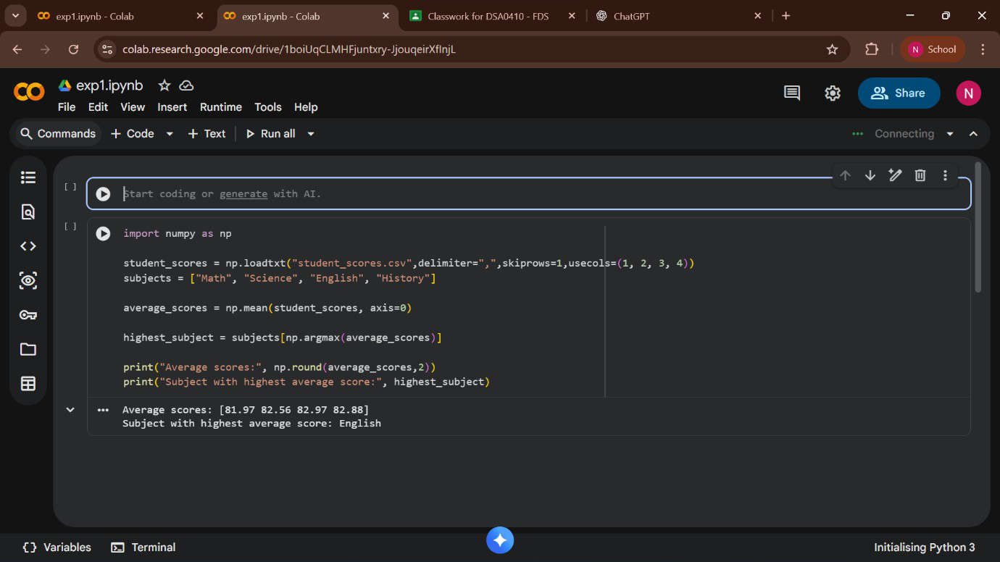 exp1.ipynb - Colab
exp1.ipynb - Colab
Classwork for DSA0410 - FDS
ChatGPT
colab.research.google.com/drive/1boiUqCLMHFjuntxry-JjouqeirXfInjL
N School
exp1.ipynb
Share
N
File Edit View Insert Runtime Tools Help
Commands + Code + Text Run all
Connecting
[ ] Start coding or generate with AI.
[ ] import numpy as np
student_scores = np.loadtxt("student_scores.csv",delimiter=",",skiprows=1,usecols=(1, 2, 3, 4))
subjects = ["Math", "Science", "English", "History"]
average_scores = np.mean(student_scores, axis=0)
highest_subject = subjects[np.argmax(average_scores)]
print("Average scores:", np.round(average_scores,2))
print("Subject with highest average score:", highest_subject)
Average scores: [81.97 82.56 82.97 82.88]
Subject with highest average score: English
Variables Terminal
Initialising Python 3